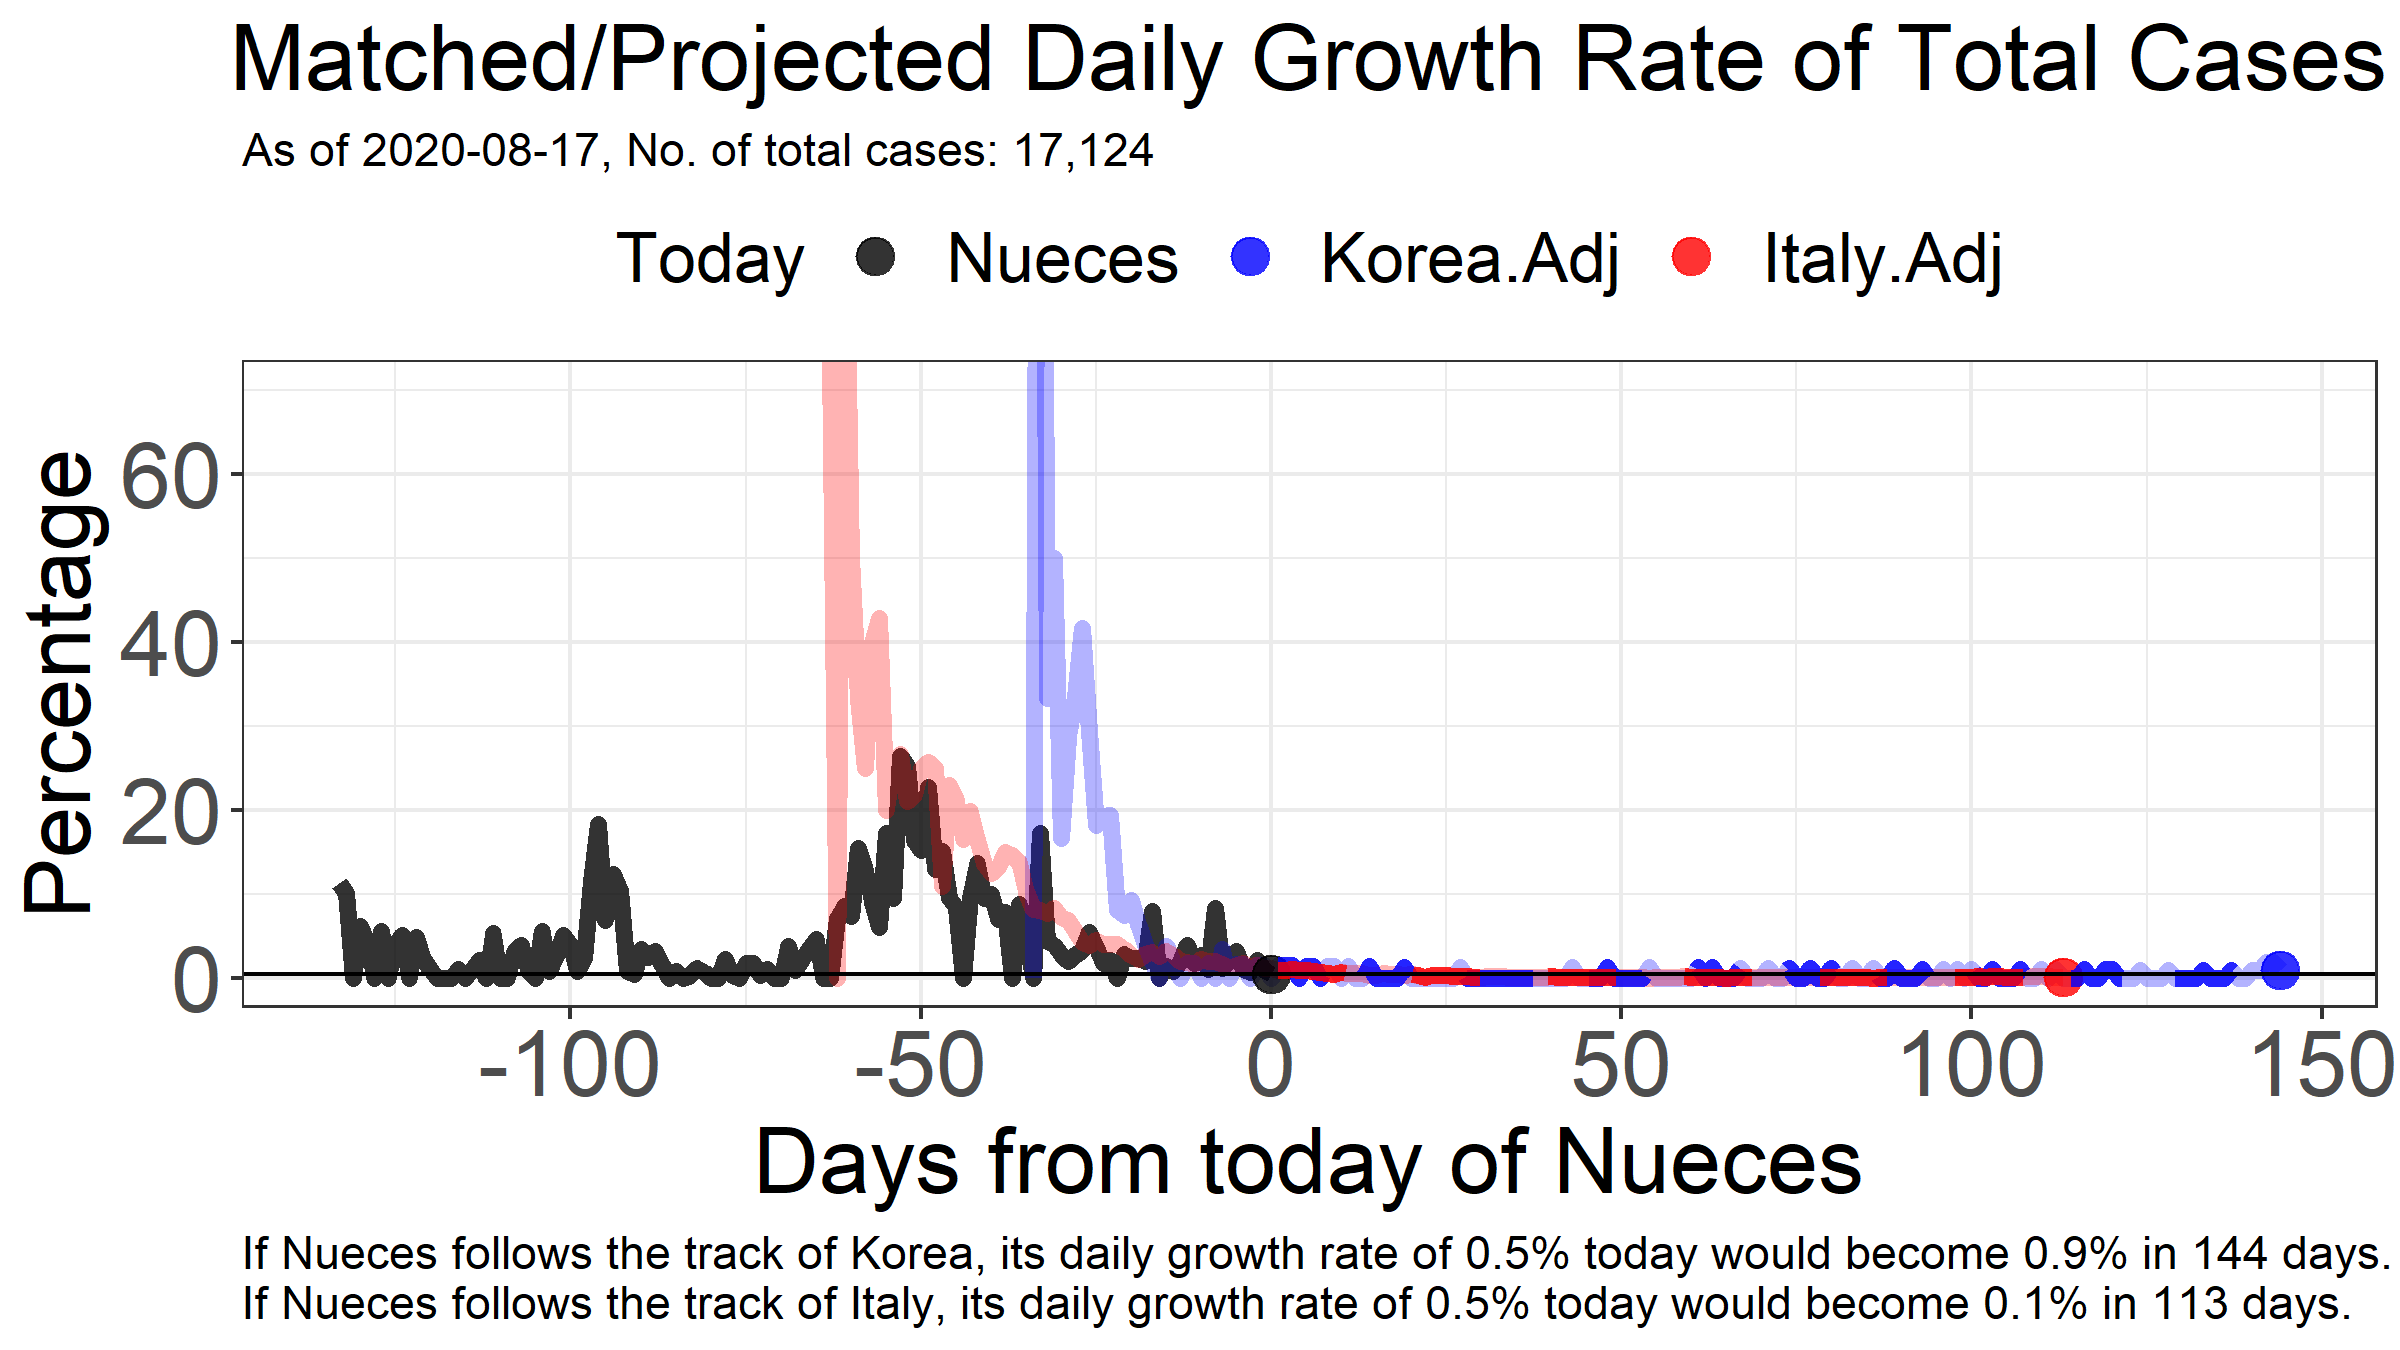 Matched/Projected Daily Growth Rate of Total Cases
As of 2020-08-17, No. of total cases: 17,124
Today Nueces Korea.Adj Italy.Adj
Percentage
60
40
20
0
-100 -50 0 50 100 150
Days from today of Nueces
If Nueces follows the track of Korea, its daily growth rate of 0.5% today would become 0.9% in 144 days.
If Nueces follows the track of Italy, its daily growth rate of 0.5% today would become 0.1% in 113 days.